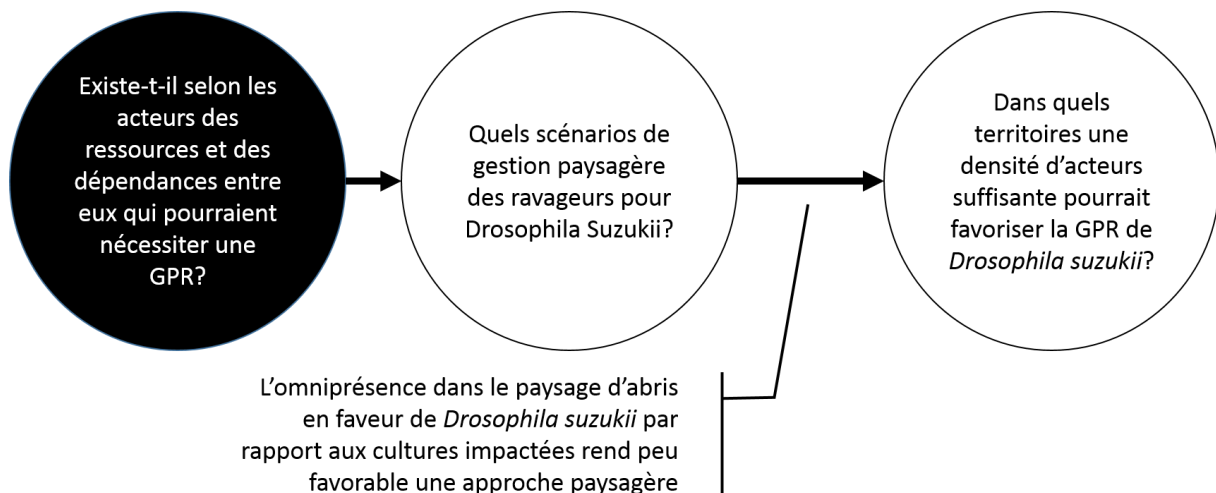 Existe-t-il selon les
acteurs des
ressources et des
dépendances entre
eux qui pourraient
nécessiter une
GPR?
Quels scénarios de
gestion paysagère
des ravageurs pour
Drosophila Suzukii?
Dans quels
territoires une
densité d'acteurs
suffisante pourrait
favoriser la GPR de
Drosophila suzukii?
L'omniprésence dans le paysage d'abris
en faveur de Drosophila suzukii par
rapport aux cultures impactées rend peu
favorable une approche paysagère